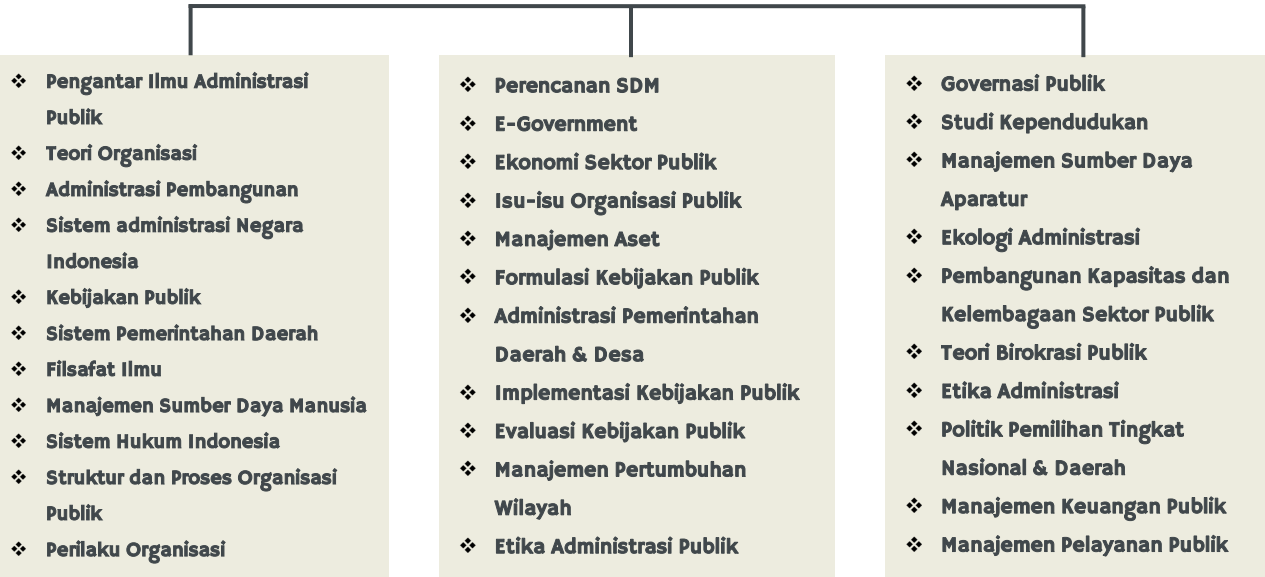 Pengantar Ilmu Administrasi
Publik
Teori Organisasi
Administrasi Pembangunan
Sistem administrasi Negara
Indonesia
Kebijakan Publik
Sistem Pemerintahan Daerah
Filsafat Ilmu
Manajemen Sumber Daya Manusia
Sistem Hukum Indonesia
Struktur dan Proses Organisasi
Publik
Perilaku Organisasi
Perencanan SDM
E-Government
Ekonomi Sektor Publik
Isu-isu Organisasi Publik
Manajemen Aset
Formulasi Kebijakan Publik
Administrasi Pemerintahan
Daerah & Desa
Implementasi Kebijakan Publik
Evaluasi Kebijakan Publik
Manajemen Pertumbuhan
Wilayah
Etika Administrasi Publik
Governasi Publik
Studi Kependudukan
Manajemen Sumber Daya
Aparatur
Ekologi Administrasi
Pembangunan Kapasitas dan
Kelembagaan Sektor Publik
Teori Birokrasi Publik
Etika Administrasi
Politik Pemilihan Tingkat
Nasional & Daerah
Manajemen Keuangan Publik
Manajemen Pelayanan Publik